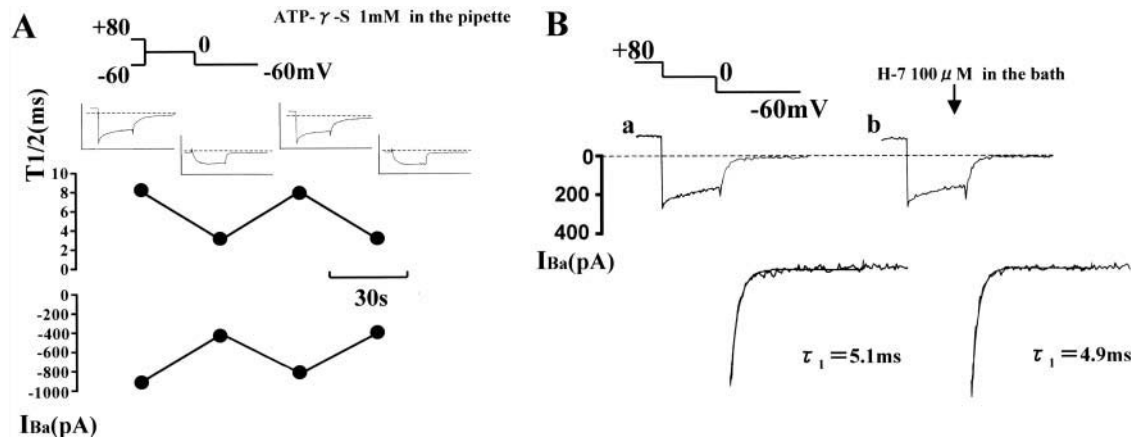 A
ATP-γ-S 1mM in the pipette
+80
0
-60
-60mV
T1/2(ms)
10
8
6
4
2
0
30s
0
-200
-400
-600
-800
-1000
IBa(pA)
B
+80
0
-60mV
H-7 100μM in the bath
a
b
0
200
400
IBa(pA)
τ1=5.1ms
τ1=4.9ms